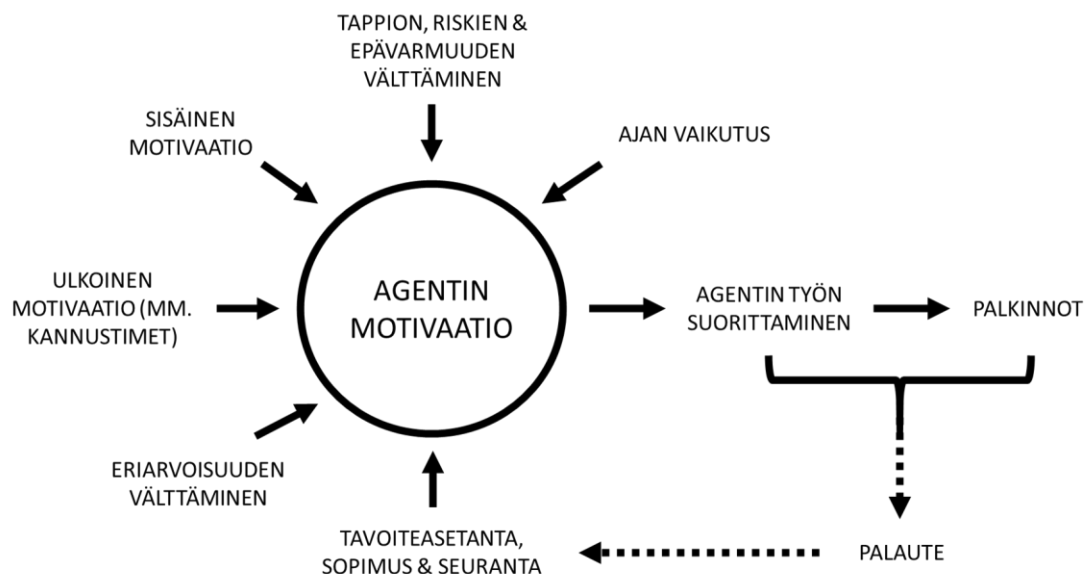 TAPPION, RISKIEN &
EPÄVARMUUDEN
VÄLTTÄMINEN
SISÄINEN
MOTIVAATIO
AJAN VAIKUTUS
ULKOINEN
MOTIVAATIO (MM.
KANNUSTIMET)
AGENTIN
MOTIVAATIO
AGENTIN TYÖN
SUORITTAMINEN
PALKINNOT
ERIARVOISUUDEN
VÄLTTÄMINEN
TAVOITEASETANTA,
SOPIMUS & SEURANTA
PALAUTE